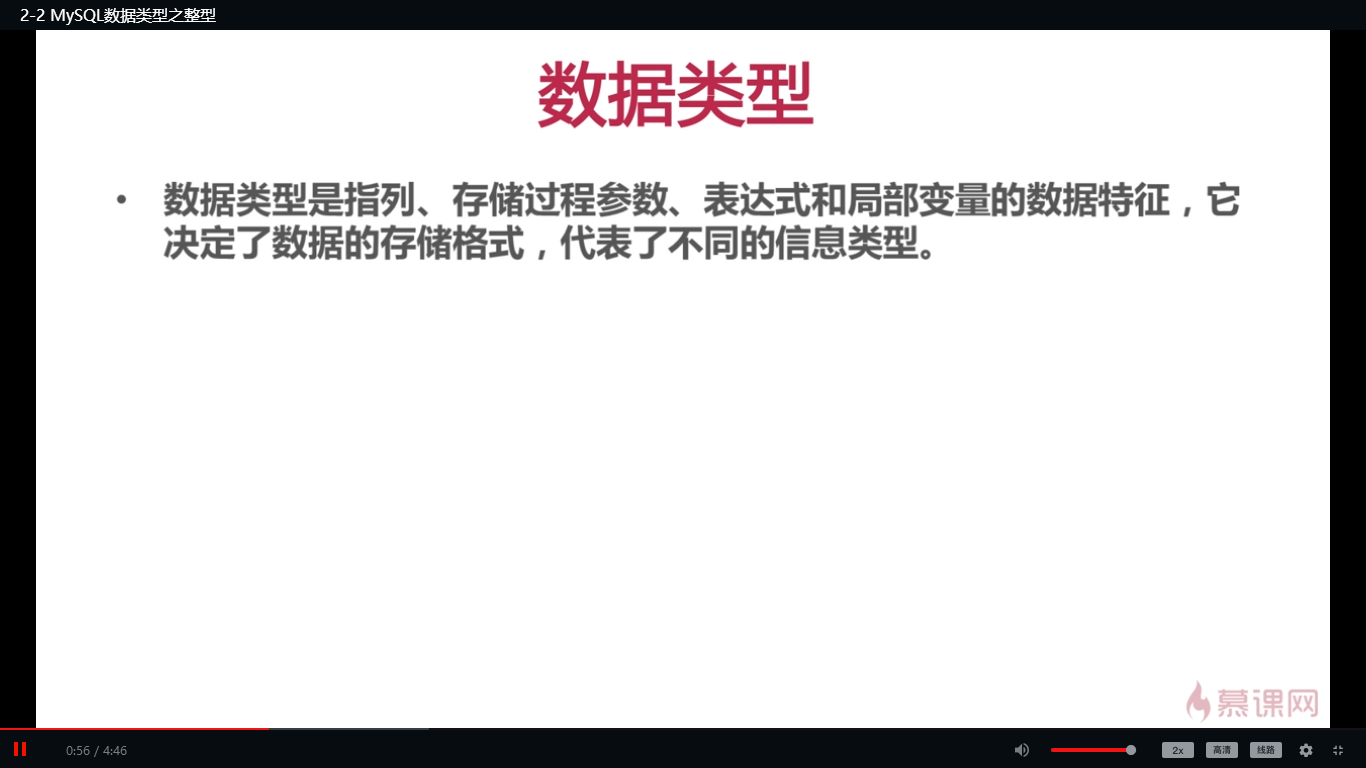 2-2 MySQL数据类型之整型
数据类型
• 数据类型是指列、存储过程参数、表达式和局部变量的数据特征，它
决定了数据的存储格式，代表了不同的信息类型。
慕课网
0:56 / 4:46
2x
高清
线路